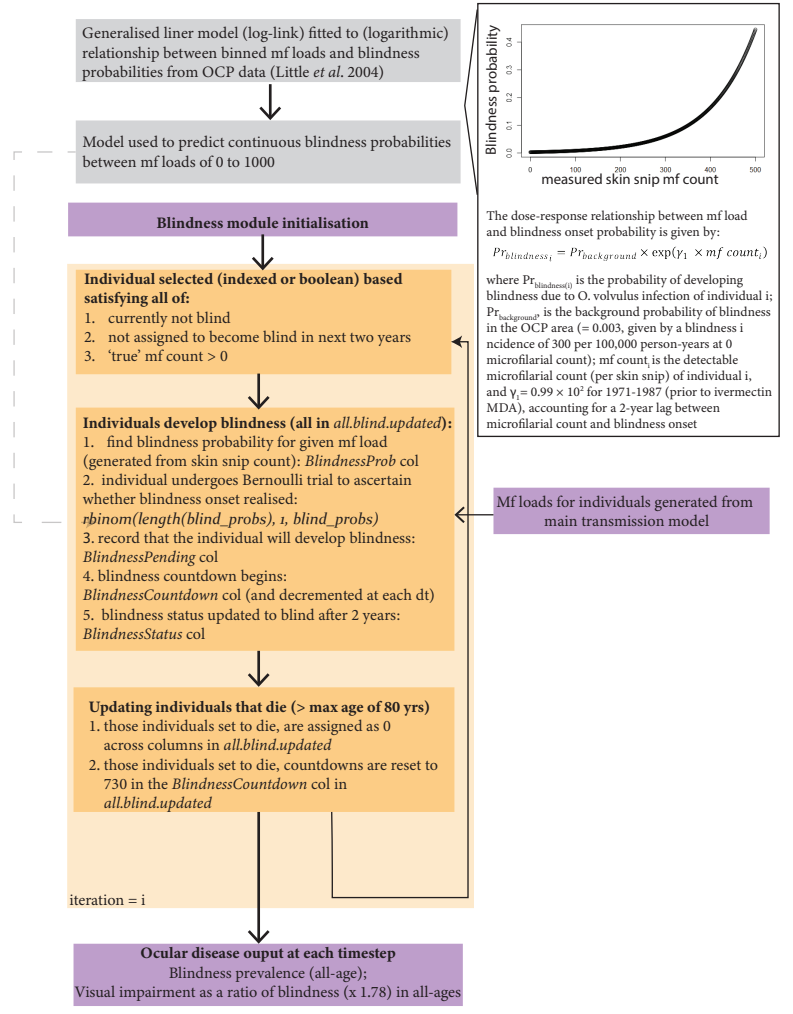 Generalised liner model (log-link) fitted to (logarithmic)
relationship between binned mf loads and blindness
probabilities from OCP data (Little et al. 2004)
Model used to predict continuous blindness probabilities
between mf loads of 0 to 1000
Blindness probability
0.4
0.3
0.2
0.1
0.0
0 100 200 300 400 500
measured skin snip mf count
The dose-response relationship between mf load
and blindness onset probability is given by:
Pr_blindness_i = Pr_background × exp(γ₁ × mf count_i)
where Pr_blindness(i) is the probability of developing
blindness due to O. volvulus infection of individual i;
Pr_background, is the background probability of blindness
in the OCP area (= 0.003, given by a blindness i
ncidence of 300 per 100,000 person-years at 0
microfilarial count); mf count_i is the detectable
microfilarial count (per skin snip) of individual i,
and γ₁= 0.99 × 10² for 1971-1987 (prior to ivermectin
MDA), accounting for a 2-year lag between
microfilarial count and blindness onset
Blindness module initialisation
Individual selected (indexed or boolean) based
satisfying all of:
1. currently not blind
2. not assigned to become blind in next two years
3. ‘true’ mf count > 0
Individuals develop blindness (all in all.blind.updated):
1. find blindness probability for given mf load
(generated from skin snip count): BlindnessProb col
2. individual undergoes Bernoulli trial to ascertain
whether blindness onset realised:
rbinom(length(blind_probs), 1, blind_probs)
3. record that the individual will develop blindness:
BlindnessPending col
4. blindness countdown begins:
BlindnessCountdown col (and decremented at each dt)
5. blindness status updated to blind after 2 years:
BlindnessStatus col
Mf loads for individuals generated from
main transmission model
Updating individuals that die (> max age of 80 yrs)
1. those individuals set to die, are assigned as 0
across columns in all.blind.updated
2. those individuals set to die, countdowns are reset to
730 in the BlindnessCountdown col in
all.blind.updated
iteration = i
Ocular disease ouput at each timestep
Blindness prevalence (all-age);
Visual impairment as a ratio of blindness (x 1.78) in all-ages